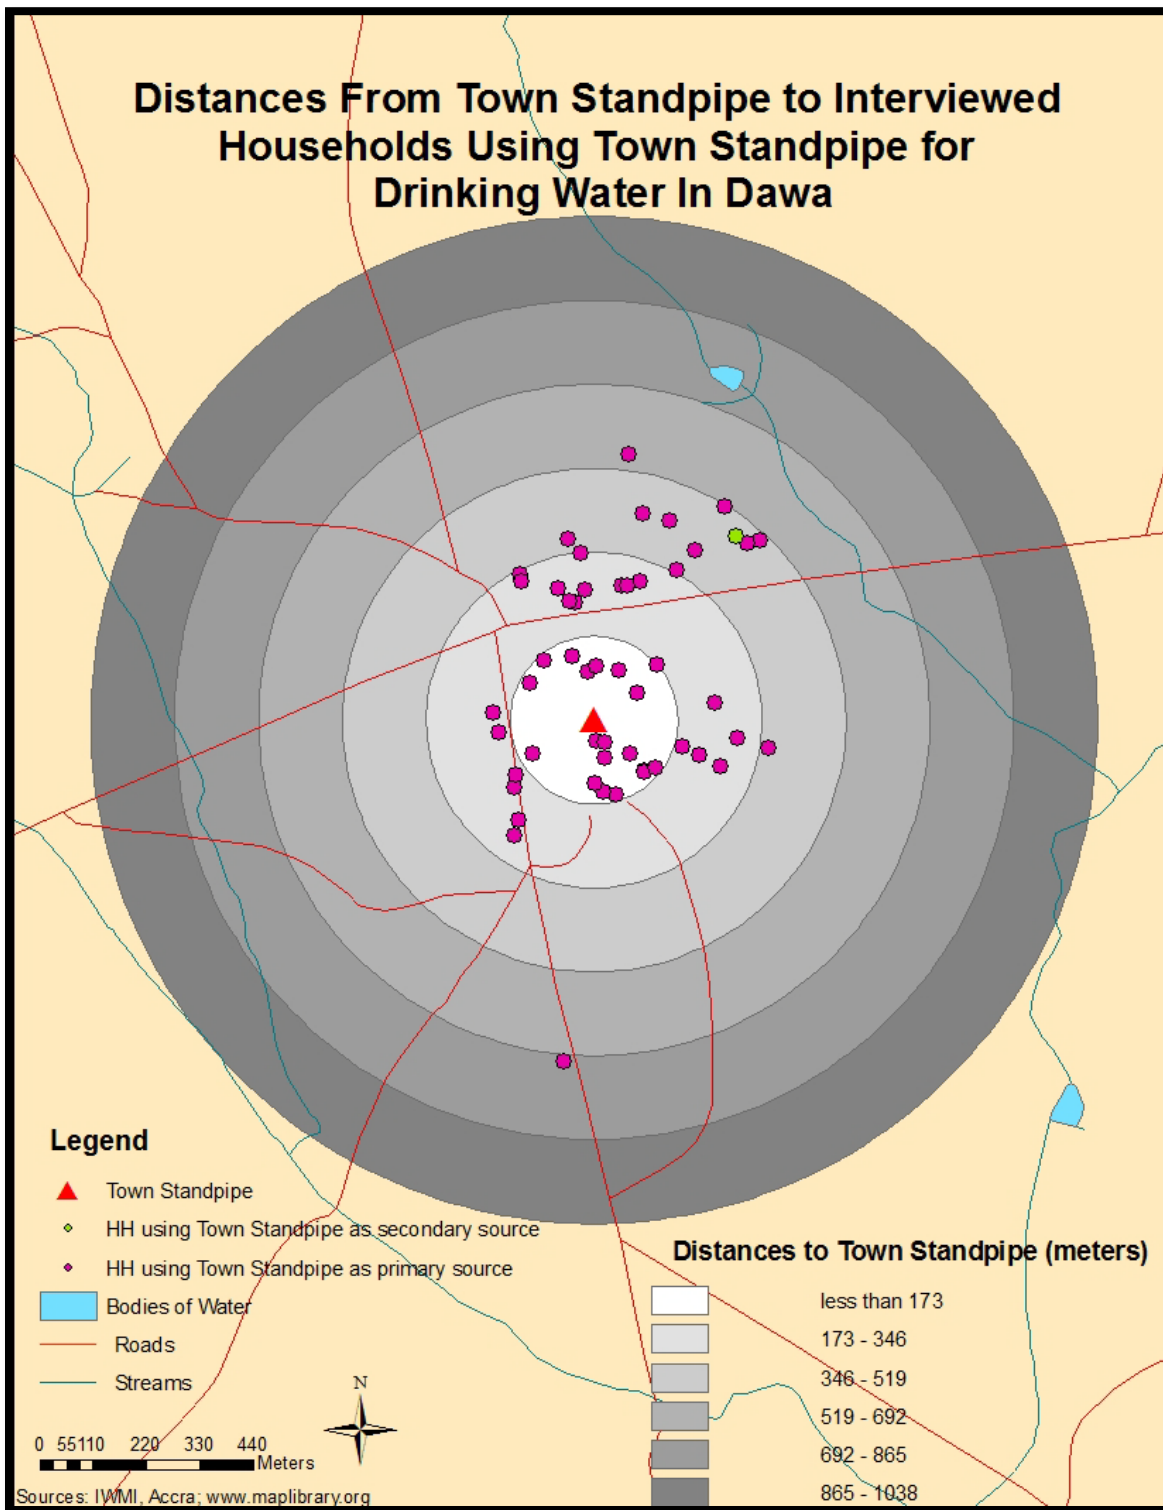 Distances From Town Standpipe to Interviewed
Households Using Town Standpipe for
Drinking Water In Dawa
Legend
Town Standpipe
HH using Town Standpipe as secondary source
HH using Town Standpipe as primary source
Bodies of Water
Roads
Streams
N
0 55110 220 330 440
Meters
Sources: IWMI, Accra; www.maplibrary.org
Distances to Town Standpipe (meters)
less than 173
173 - 346
346 - 519
519 - 692
692 - 865
865 - 1038